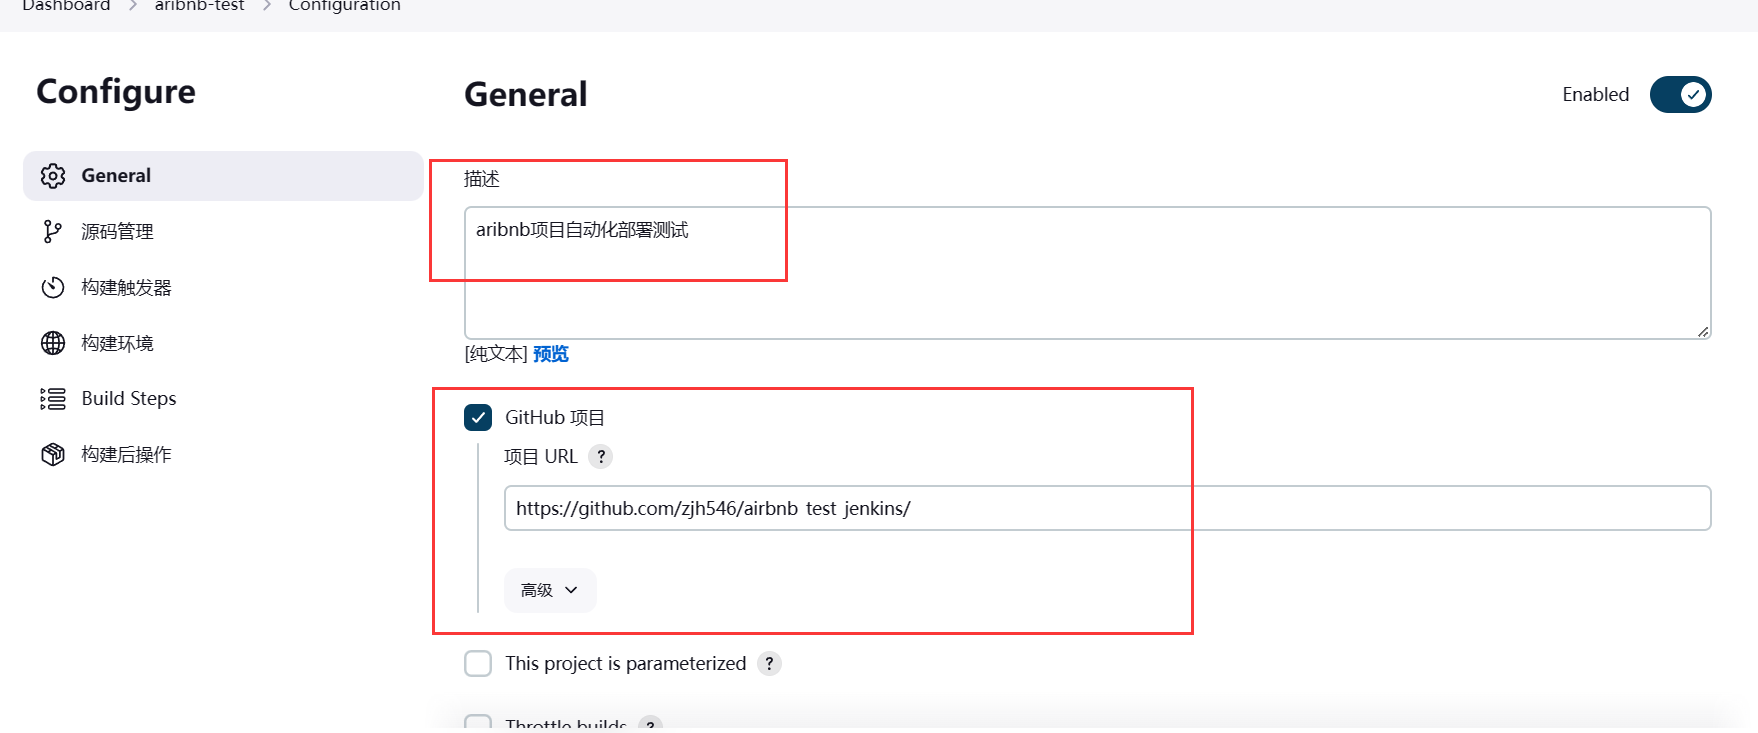 Dashboard > aribnb-test > Configuration
Configure
General
源码管理
构建触发器
构建环境
Build Steps
构建后操作
General
Enabled
描述
aribnb项目自动化部署测试
[纯文本] 预览
GitHub 项目
项目 URL ?
https://github.com/zjh546/airbnb_test_jenkins/
高级
This project is parameterized ?
Throttle builds ?